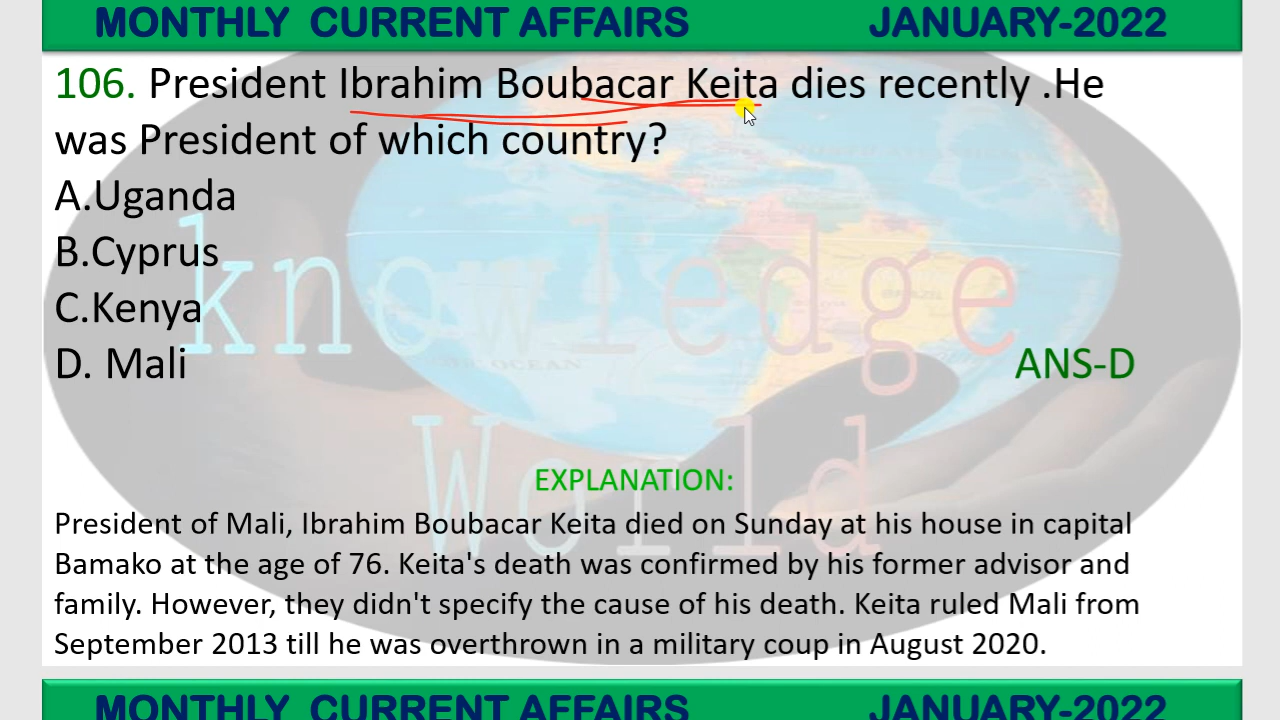 MONTHLY CURRENT AFFAIRS JANUARY-2022
106. President Ibrahim Boubacar Keita dies recently .He
was President of which country?
A.Uganda
B.Cyprus
C.Kenya
D. Mali ANS-D
knowledge
World
EXPLANATION:
President of Mali, Ibrahim Boubacar Keita died on Sunday at his house in capital
Bamako at the age of 76. Keita's death was confirmed by his former advisor and
family. However, they didn't specify the cause of his death. Keita ruled Mali from
September 2013 till he was overthrown in a military coup in August 2020.
MONTHLY CURRENT AFFAIRS JANUARY-2022